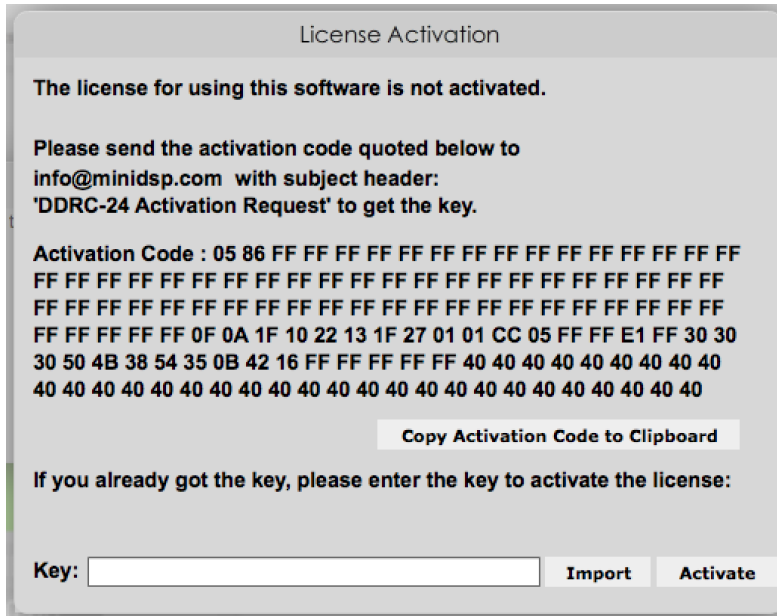 License Activation
The license for using this software is not activated.
Please send the activation code quoted below to
info@minidsp.com with subject header:
'DDRC-24 Activation Request' to get the key.
Activation Code : 05 86 FF FF FF FF FF FF FF FF FF FF FF FF FF FF FF
FF FF FF FF FF FF FF FF FF FF FF FF FF FF FF FF FF FF FF FF FF FF
FF FF FF FF FF FF FF FF FF FF FF FF FF FF FF FF FF FF FF FF FF FF
FF FF FF FF FF FF 0F 0A 1F 10 22 13 1F 27 01 01 CC 05 FF FF E1 FF 30 30
30 50 4B 38 54 35 0B 42 16 FF FF FF FF FF 40 40 40 40 40 40 40 40 40
40 40 40 40 40 40 40 40 40 40 40 40 40 40 40 40 40 40 40 40 40 40 40
Copy Activation Code to Clipboard
If you already got the key, please enter the key to activate the license:
Key:
Import
Activate